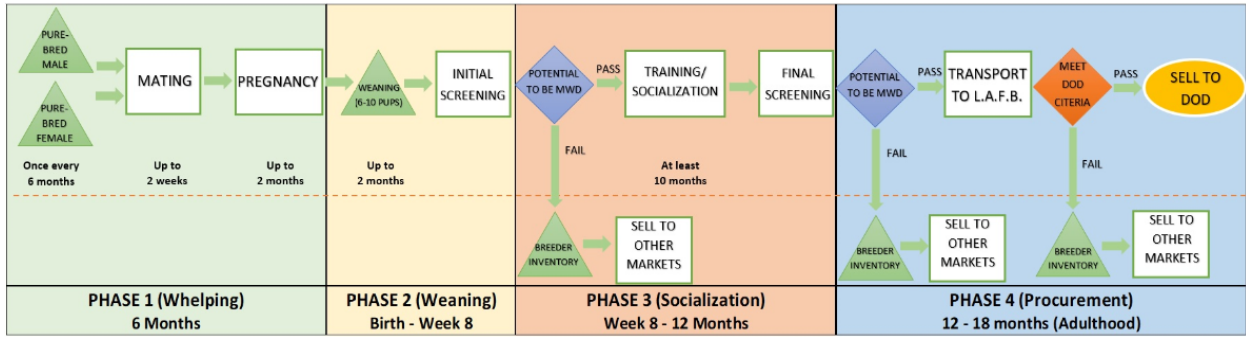 PURE-
BRED
MALE
PURE-
BRED
FEMALE
Once every
6 months
MATING
Up to
2 weeks
PREGNANCY
Up to
2 months
WEANING
(6-10 PUPS)
Up to
2 months
INITIAL
SCREENING
POTENTIAL
TO BE MWD
PASS
FAIL
TRAINING/
SOCIALIZATION
At least
10 months
FINAL
SCREENING
BREEDER
INVENTORY
SELL TO
OTHER
MARKETS
POTENTIAL
TO BE MWD
PASS
FAIL
TRANSPORT
TO L.A.F.B.
MEET
DOD
CITERIA
PASS
FAIL
SELL TO
DOD
BREEDER
INVENTORY
SELL TO
OTHER
MARKETS
BREEDER
INVENTORY
SELL TO
OTHER
MARKETS
PHASE 1 (Whelping)
6 Months
PHASE 2 (Weaning)
Birth - Week 8
PHASE 3 (Socialization)
Week 8 - 12 Months
PHASE 4 (Procurement)
12 - 18 months (Adulthood)